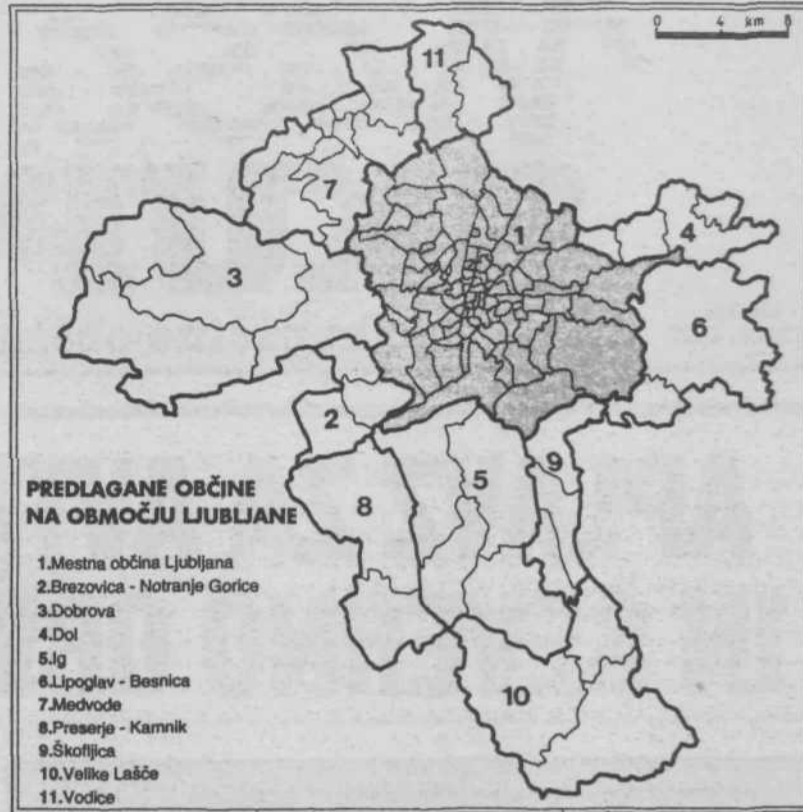 0 4 km 8
11
7
1
4
3
6
2
9
5
8
10
PREDLAGANE OBČINE
NA OBMOČJU LJUBLJANE
1.Mestna občina Ljubljana
2.Brezovica - Notranje Gorice
3.Dobrova
4.Dol
5.Ig
6.Lipoglav - Besnica
7.Medvode
8.Preserje - Kamnik
9.Škofljica
10.Velike Lašče
11.Vodice